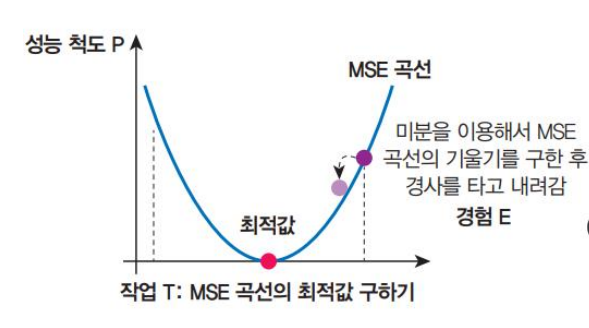 성능 척도 P
MSE 곡선
미분을 이용해서 MSE
곡선의 기울기를 구한 후
경사를 타고 내려감
최적값
경험 E
작업 T: MSE 곡선의 최적값 구하기